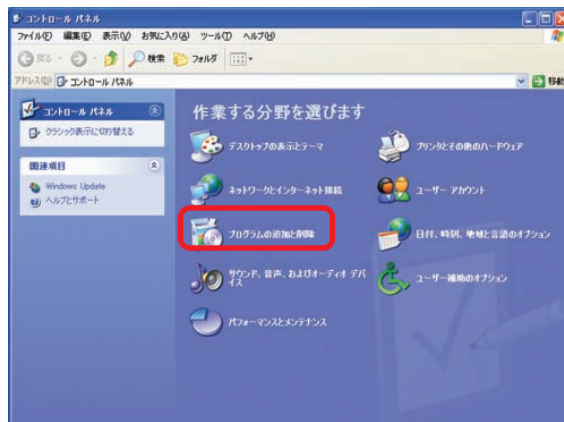 コントロール パネル
ファイル(F) 編集(E) 表示(V) お気に入り(A) ツール(T) ヘルプ(H)
戻る 検索 フォルダ
アドレス(D) コントロール パネル 移動
コントロール パネル
クラシック表示に切り替える
関連項目
Windows Update
ヘルプとサポート
作業する分野を選びます
デスクトップの表示とテーマ
プリンタとその他のハードウェア
ネットワークとインターネット接続
ユーザー アカウント
プログラムの追加と削除
日付、時刻、地域と言語のオプション
サウンド、音声、およびオーディオ デバ
イス
ユーザー補助のオプション
パフォーマンスとメンテナンス